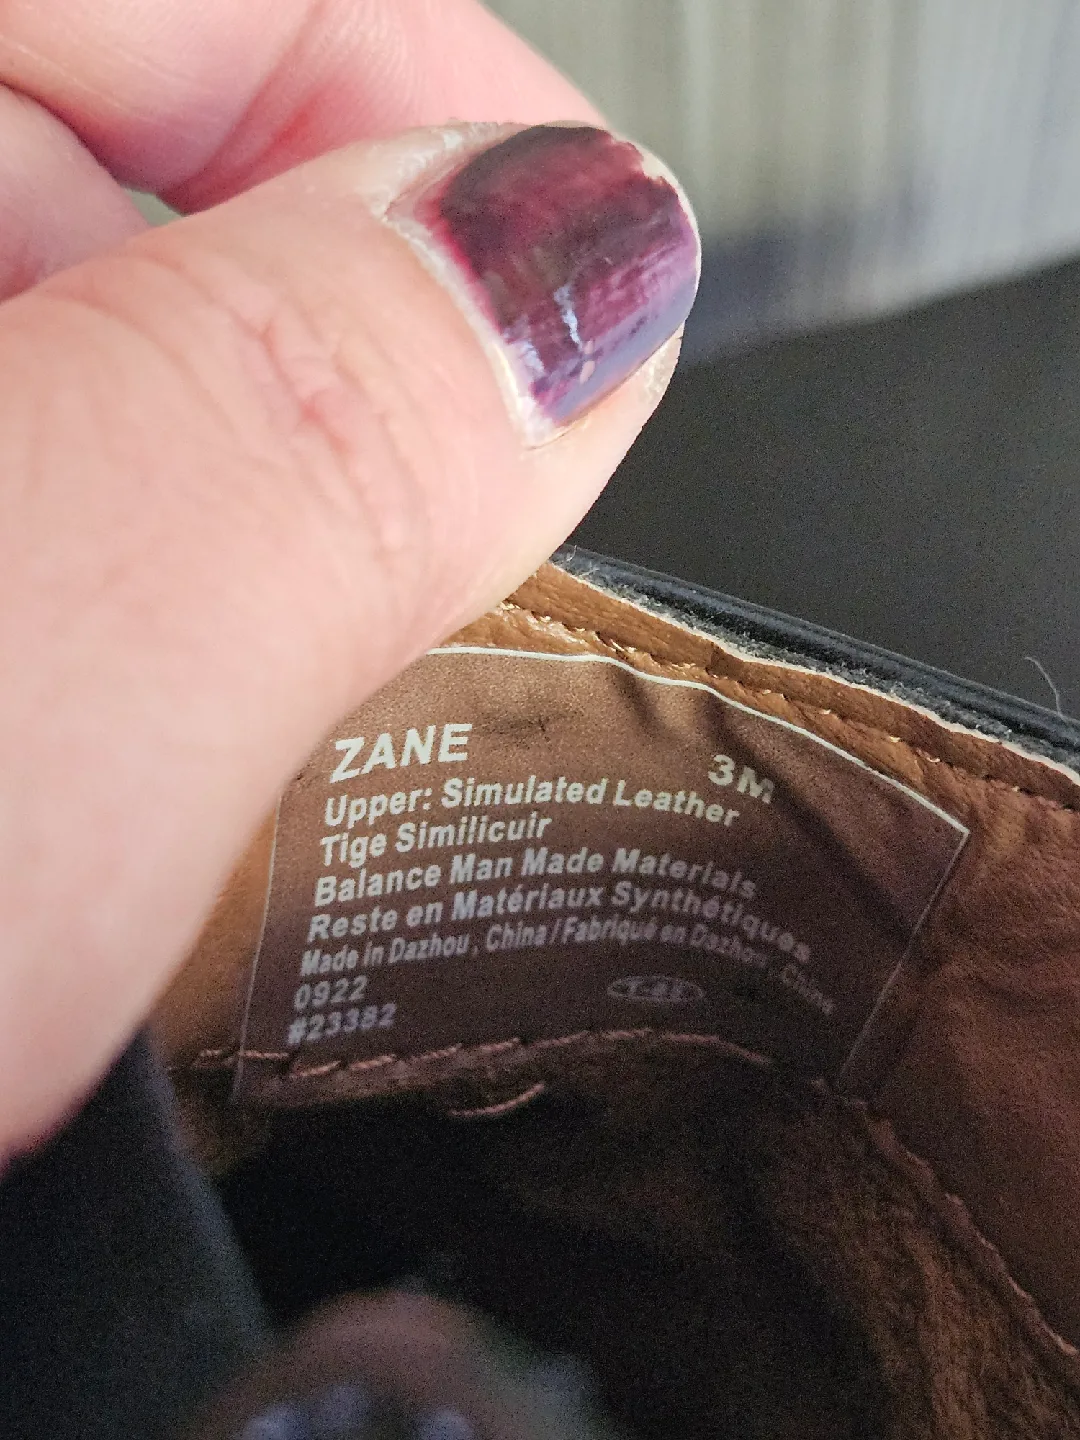 ZANE 3M
Upper: Simulated Leather
Tige Similicuir
Balance Man Made Materials
Reste en Matériaux Synthétiques
Made in Dazhou, China / Fabriqué en Dazhou, China
0922
#23382